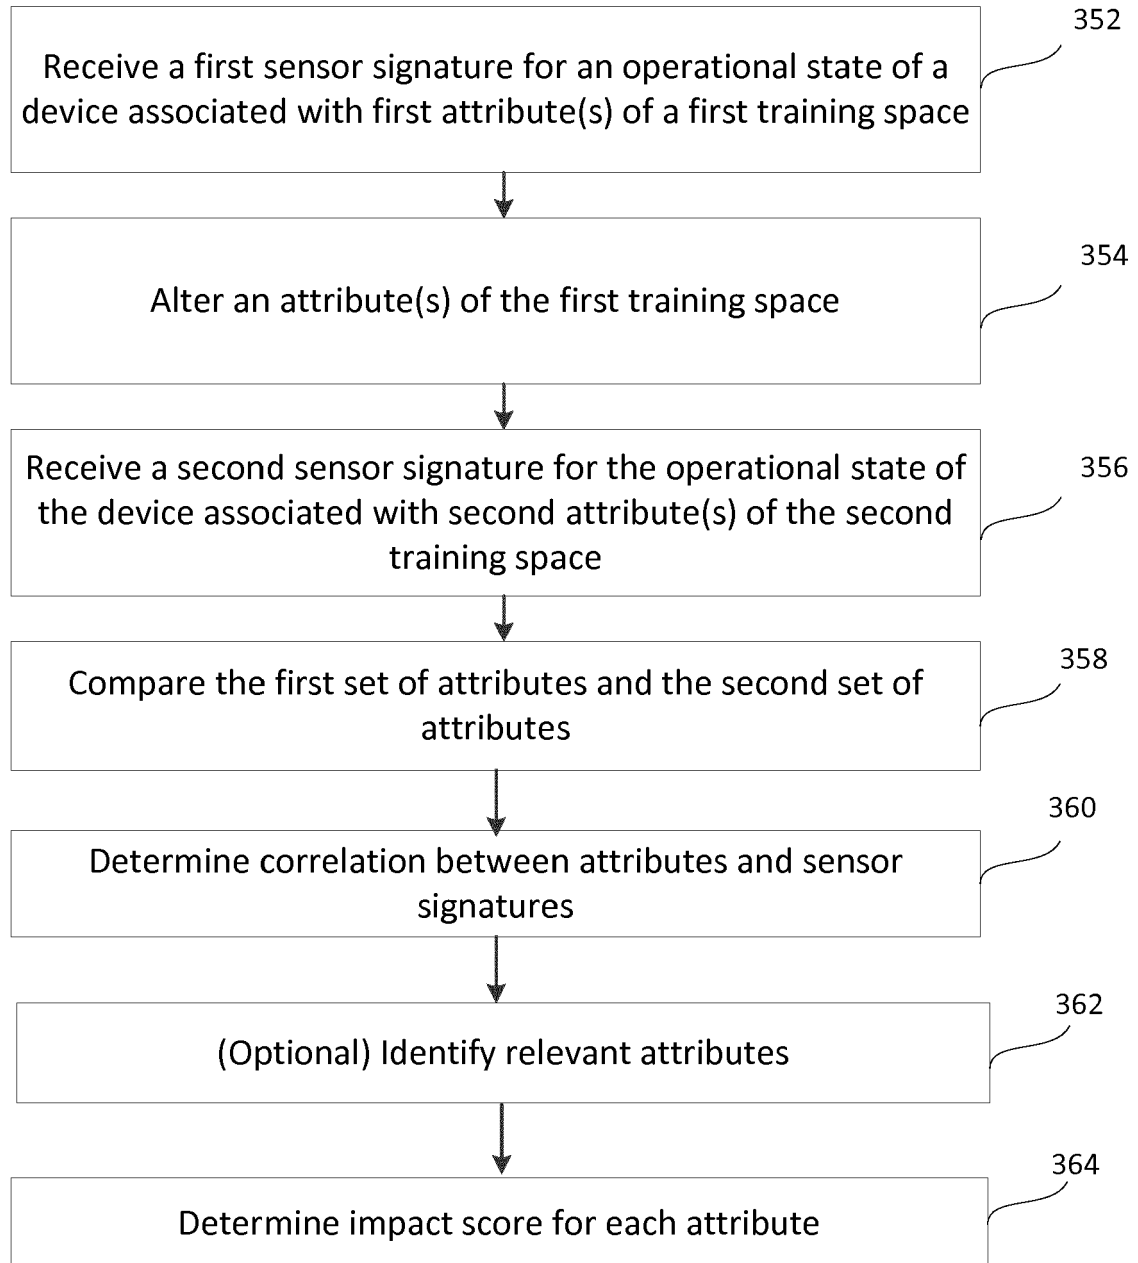 352
Receive a first sensor signature for an operational state of a
device associated with first attribute(s) of a first training space
354
Alter an attribute(s) of the first training space
356
Receive a second sensor signature for the operational state of
the device associated with second attribute(s) of the second
training space
358
Compare the first set of attributes and the second set of
attributes
360
Determine correlation between attributes and sensor
signatures
362
(Optional) Identify relevant attributes
364
Determine impact score for each attribute